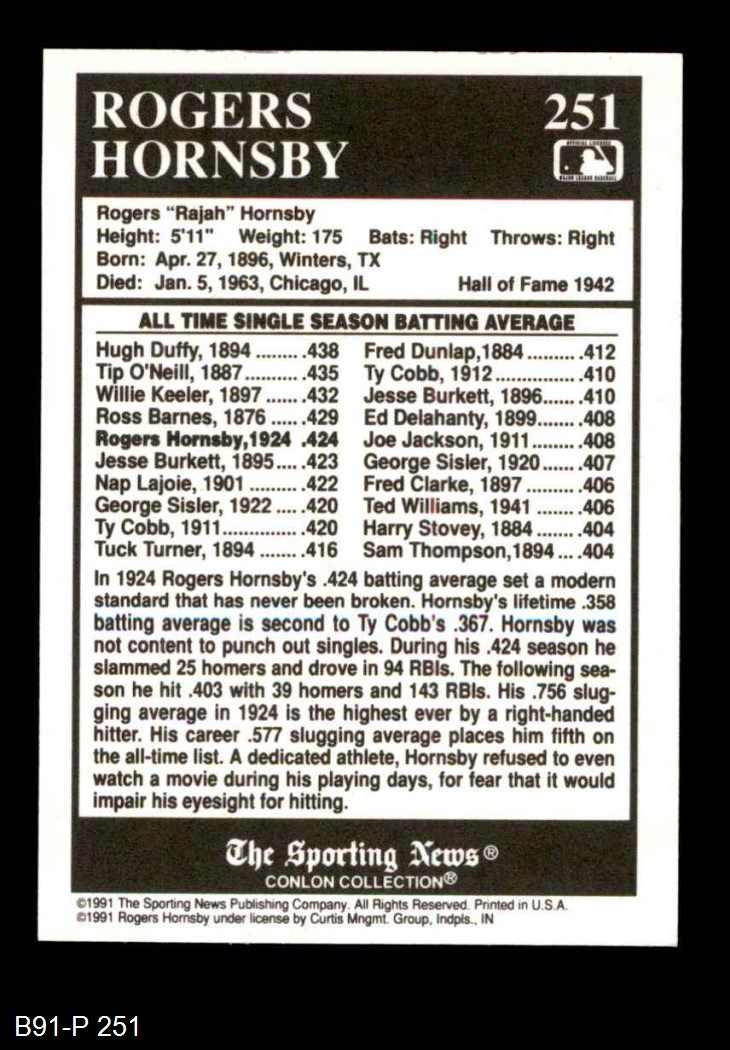 ROGERS
HORNSBY
251
Rogers “Rajah” Hornsby
Height: 5'11" Weight: 175 Bats: Right Throws: Right
Born: Apr. 27, 1896, Winters, TX
Died: Jan. 5, 1963, Chicago, IL Hall of Fame 1942
ALL TIME SINGLE SEASON BATTING AVERAGE
Hugh Duffy, 1894 .........438
Tip O'Neill, 1887...........435
Willie Keeler, 1897 ........432
Ross Barnes, 1876 .......429
Rogers Hornsby,1924 .424
Jesse Burkett, 1895.....423
Nap Lajoie, 1901 ..........422
George Sisler, 1922 .....420
Ty Cobb, 1911...............420
Tuck Turner, 1894 ........416
Fred Dunlap,1884..........412
Ty Cobb, 1912................410
Jesse Burkett, 1896.......410
Ed Delahanty, 1899........408
Joe Jackson, 1911.........408
George Sisler, 1920.......407
Fred Clarke, 1897 ..........406
Ted Williams, 1941 ........406
Harry Stovey, 1884.........404
Sam Thompson,1894....404
In 1924 Rogers Hornsby's .424 batting average set a modern
standard that has never been broken. Hornsby's lifetime .358
batting average is second to Ty Cobb's .367. Hornsby was
not content to punch out singles. During his .424 season he
slammed 25 homers and drove in 94 RBIs. The following sea-
son he hit .403 with 39 homers and 143 RBIs. His .756 slug-
ging average in 1924 is the highest ever by a right-handed
hitter. His career .577 slugging average places him fifth on
the all-time list. A dedicated athlete, Hornsby refused to even
watch a movie during his playing days, for fear that it would
impair his eyesight for hitting.
The Sporting News®
CONLON COLLECTION®
©1991 The Sporting News Publishing Company. All Rights Reserved. Printed in U.S.A.
©1991 Rogers Hornsby under license by Curtis Mngmt. Group, Indpls., IN
B91-P 251